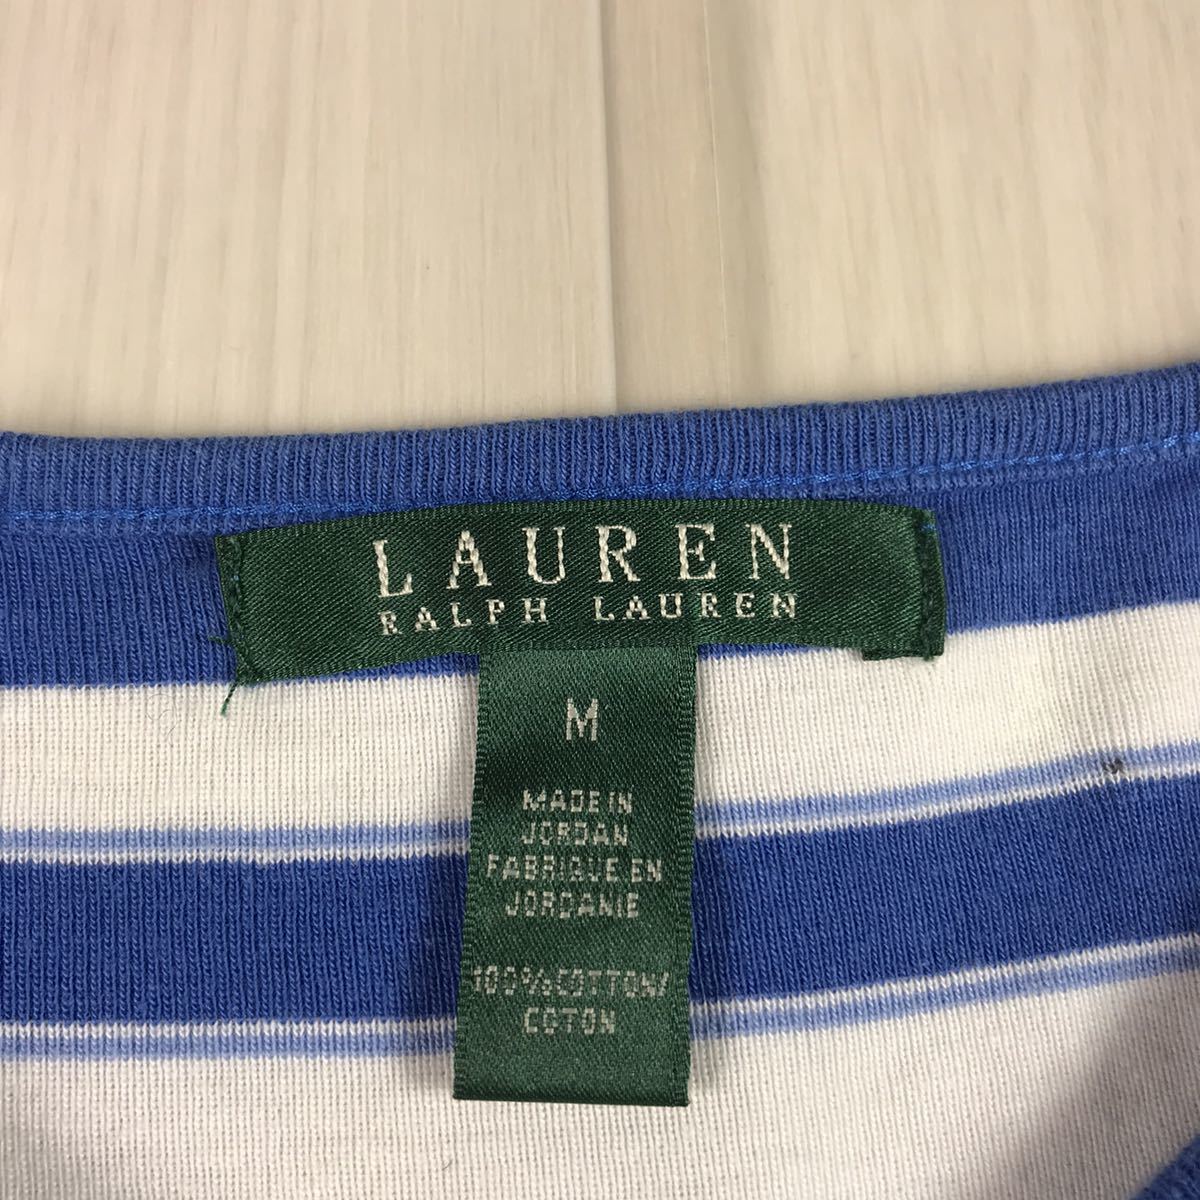 LAUREN
RALPH LAUREN
M
MADE IN
JORDAN
FABRIQUE EN
JORDANIE
100%COTTON/
COTON